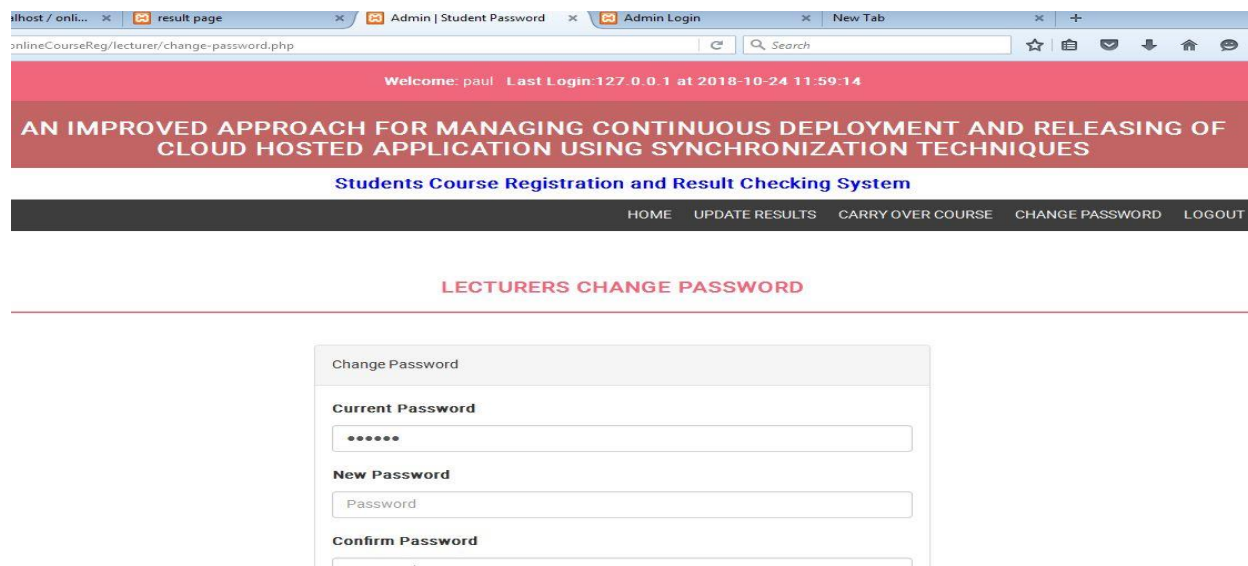 alhost / onli... × result page × Admin | Student Password × Admin Login × New Tab × +
onlineCourseReg/lecturer/change-password.php Search
Welcome: paul Last Login:127.0.0.1 at 2018-10-24 11:59:14
AN IMPROVED APPROACH FOR MANAGING CONTINUOUS DEPLOYMENT AND RELEASING OF
CLOUD HOSTED APPLICATION USING SYNCHRONIZATION TECHNIQUES
Students Course Registration and Result Checking System
HOME UPDATE RESULTS CARRY OVER COURSE CHANGE PASSWORD LOGOUT
LECTURERS CHANGE PASSWORD
Change Password
Current Password
••••••
New Password
Password
Confirm Password